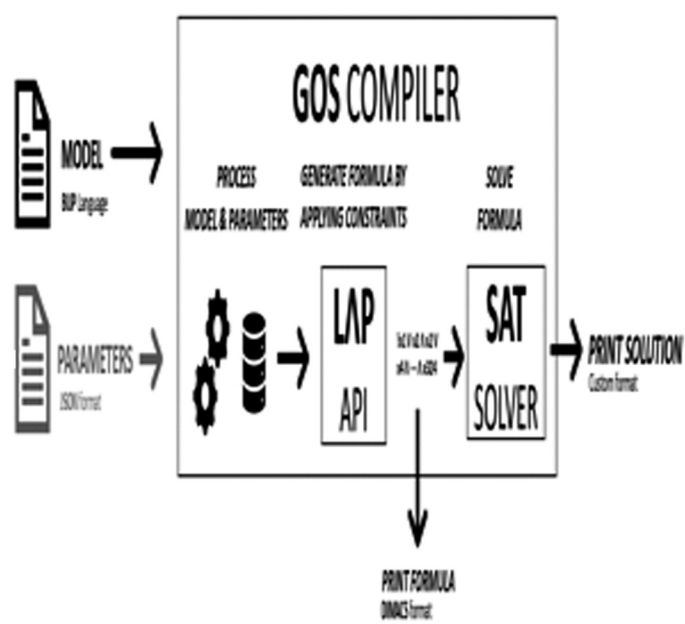 GOS COMPILER
MODEL
BUP language
PROCESS
MODEL & PARAMETERS
GENERATE FORMULA BY
APPLYING CONSTRAINTS
SOLVE
FORMULA
PARAMETERS
JSON format
LΛP
API
SAT
SOLVER
PRINT SOLUTION
Custom format
PRINT FORMULA
DIMACS format